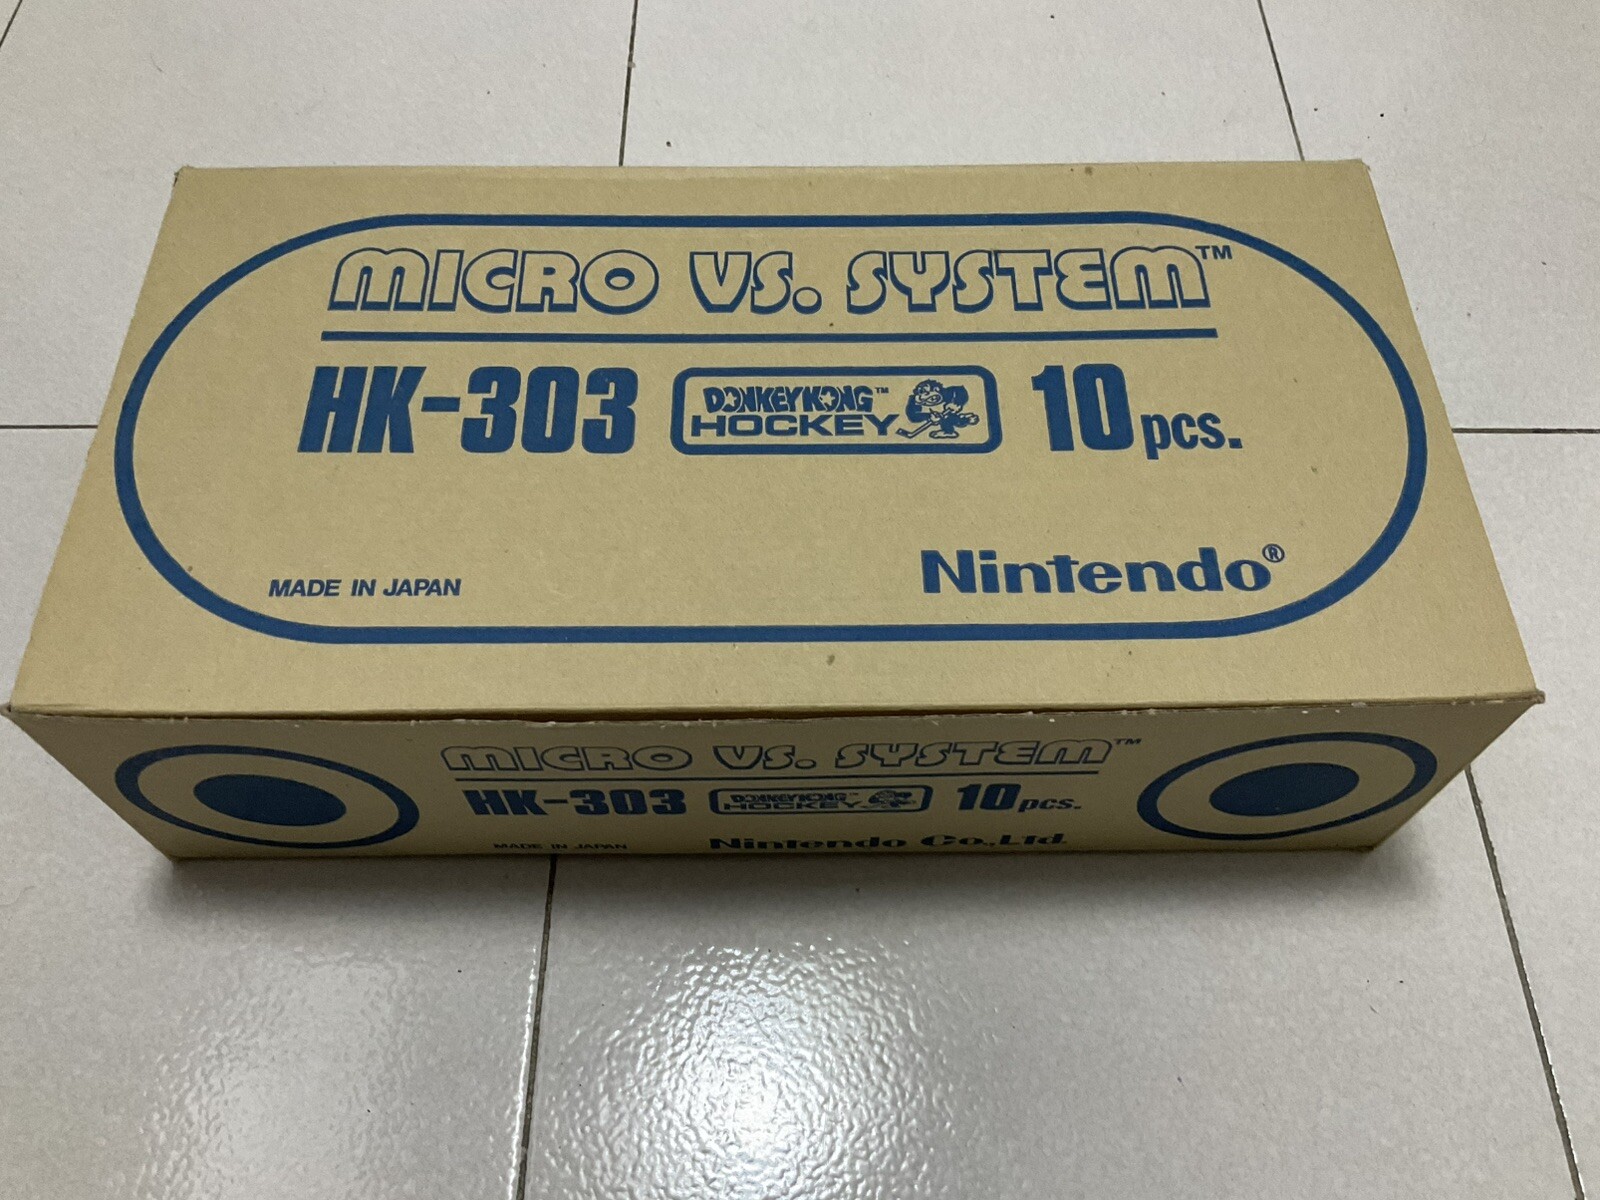 MICRO VS. SYSTEM™
HK-303 DONKEY KONG™ HOCKEY 10 pcs.
MADE IN JAPAN
Nintendo®
MICRO VS. SYSTEM™
HK-303 DONKEY KONG™ HOCKEY 10 pcs.
MADE IN JAPAN Nintendo Co.,Ltd.